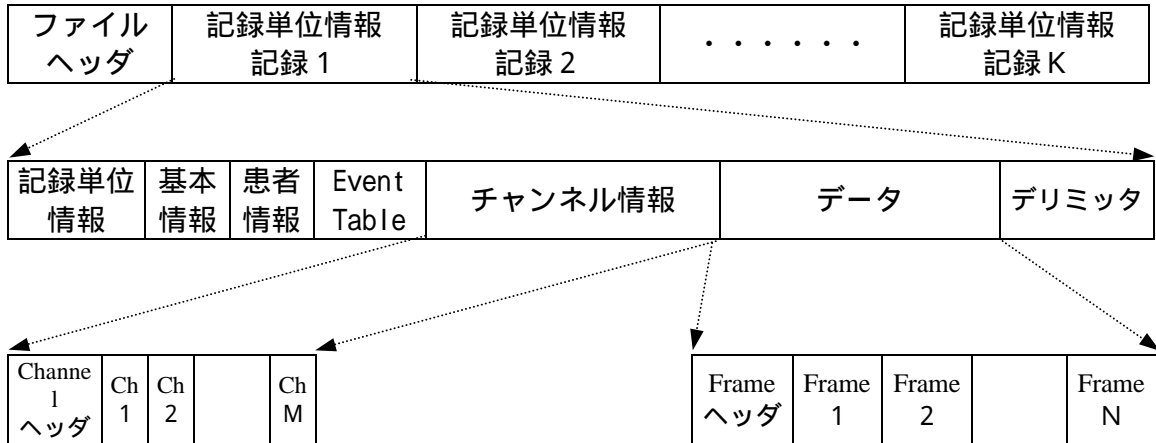 ファイル
ヘッダ
記録単位情報
記録 1
記録単位情報
記録 2
・・・・・・
記録単位情報
記録 K
記録単位
情報
基本
情報
患者
情報
Event
Table
チャンネル情報
データ
デリミッタ
Channe
l
ヘッダ
Ch
1
Ch
2
Ch
M
Frame
ヘッダ
Frame
1
Frame
2
Frame
N